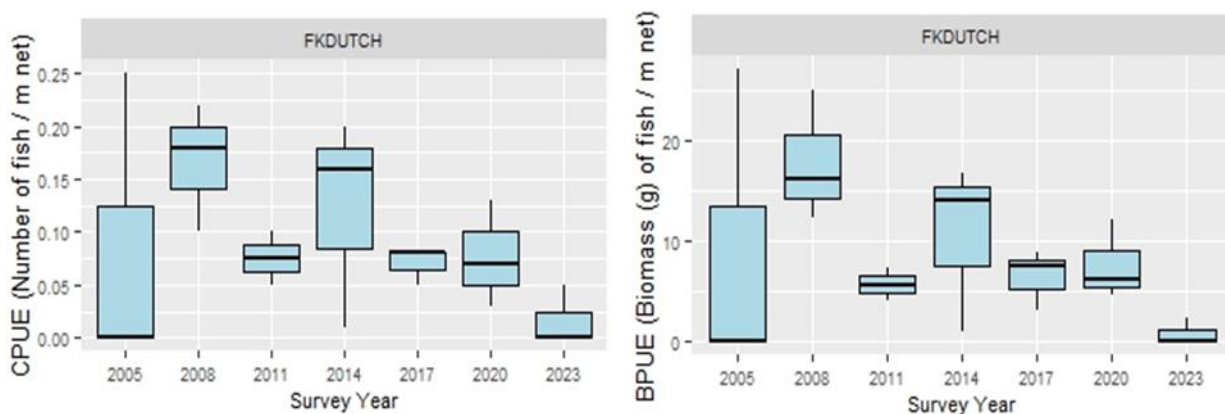 FKDUTCH
CPUE (Number of fish / m net)
0.25
0.20
0.15
0.10
0.05
0.00
2005 2008 2011 2014 2017 2020 2023
Survey Year
FKDUTCH
BPUE (Biomass (g) of fish / m net)
20
10
0
2005 2008 2011 2014 2017 2020 2023
Survey Year